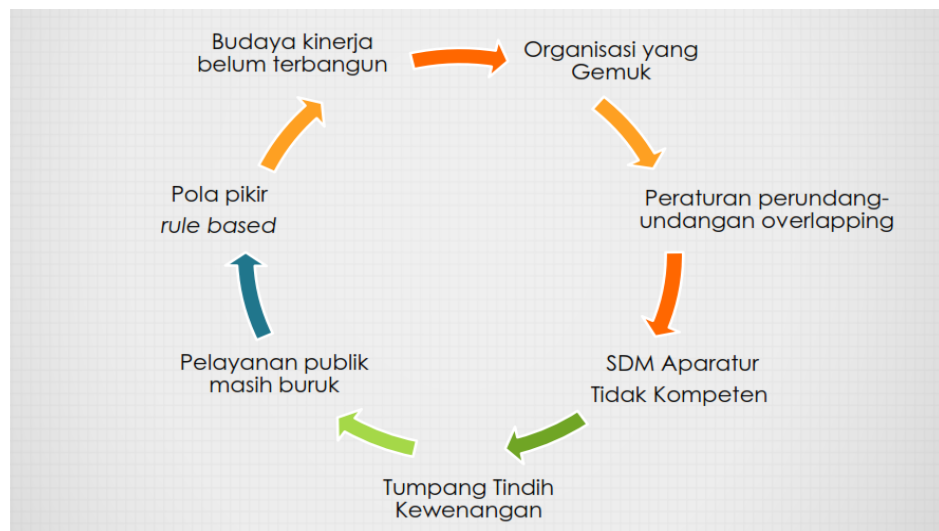 Budaya kinerja
belum terbangun
Organisasi yang
Gemuk
Peraturan perundang-
undangan overlapping
SDM Aparatur
Tidak Kompeten
Tumpang Tindih
Kewenangan
Pelayanan publik
masih buruk
Pola pikir
rule based